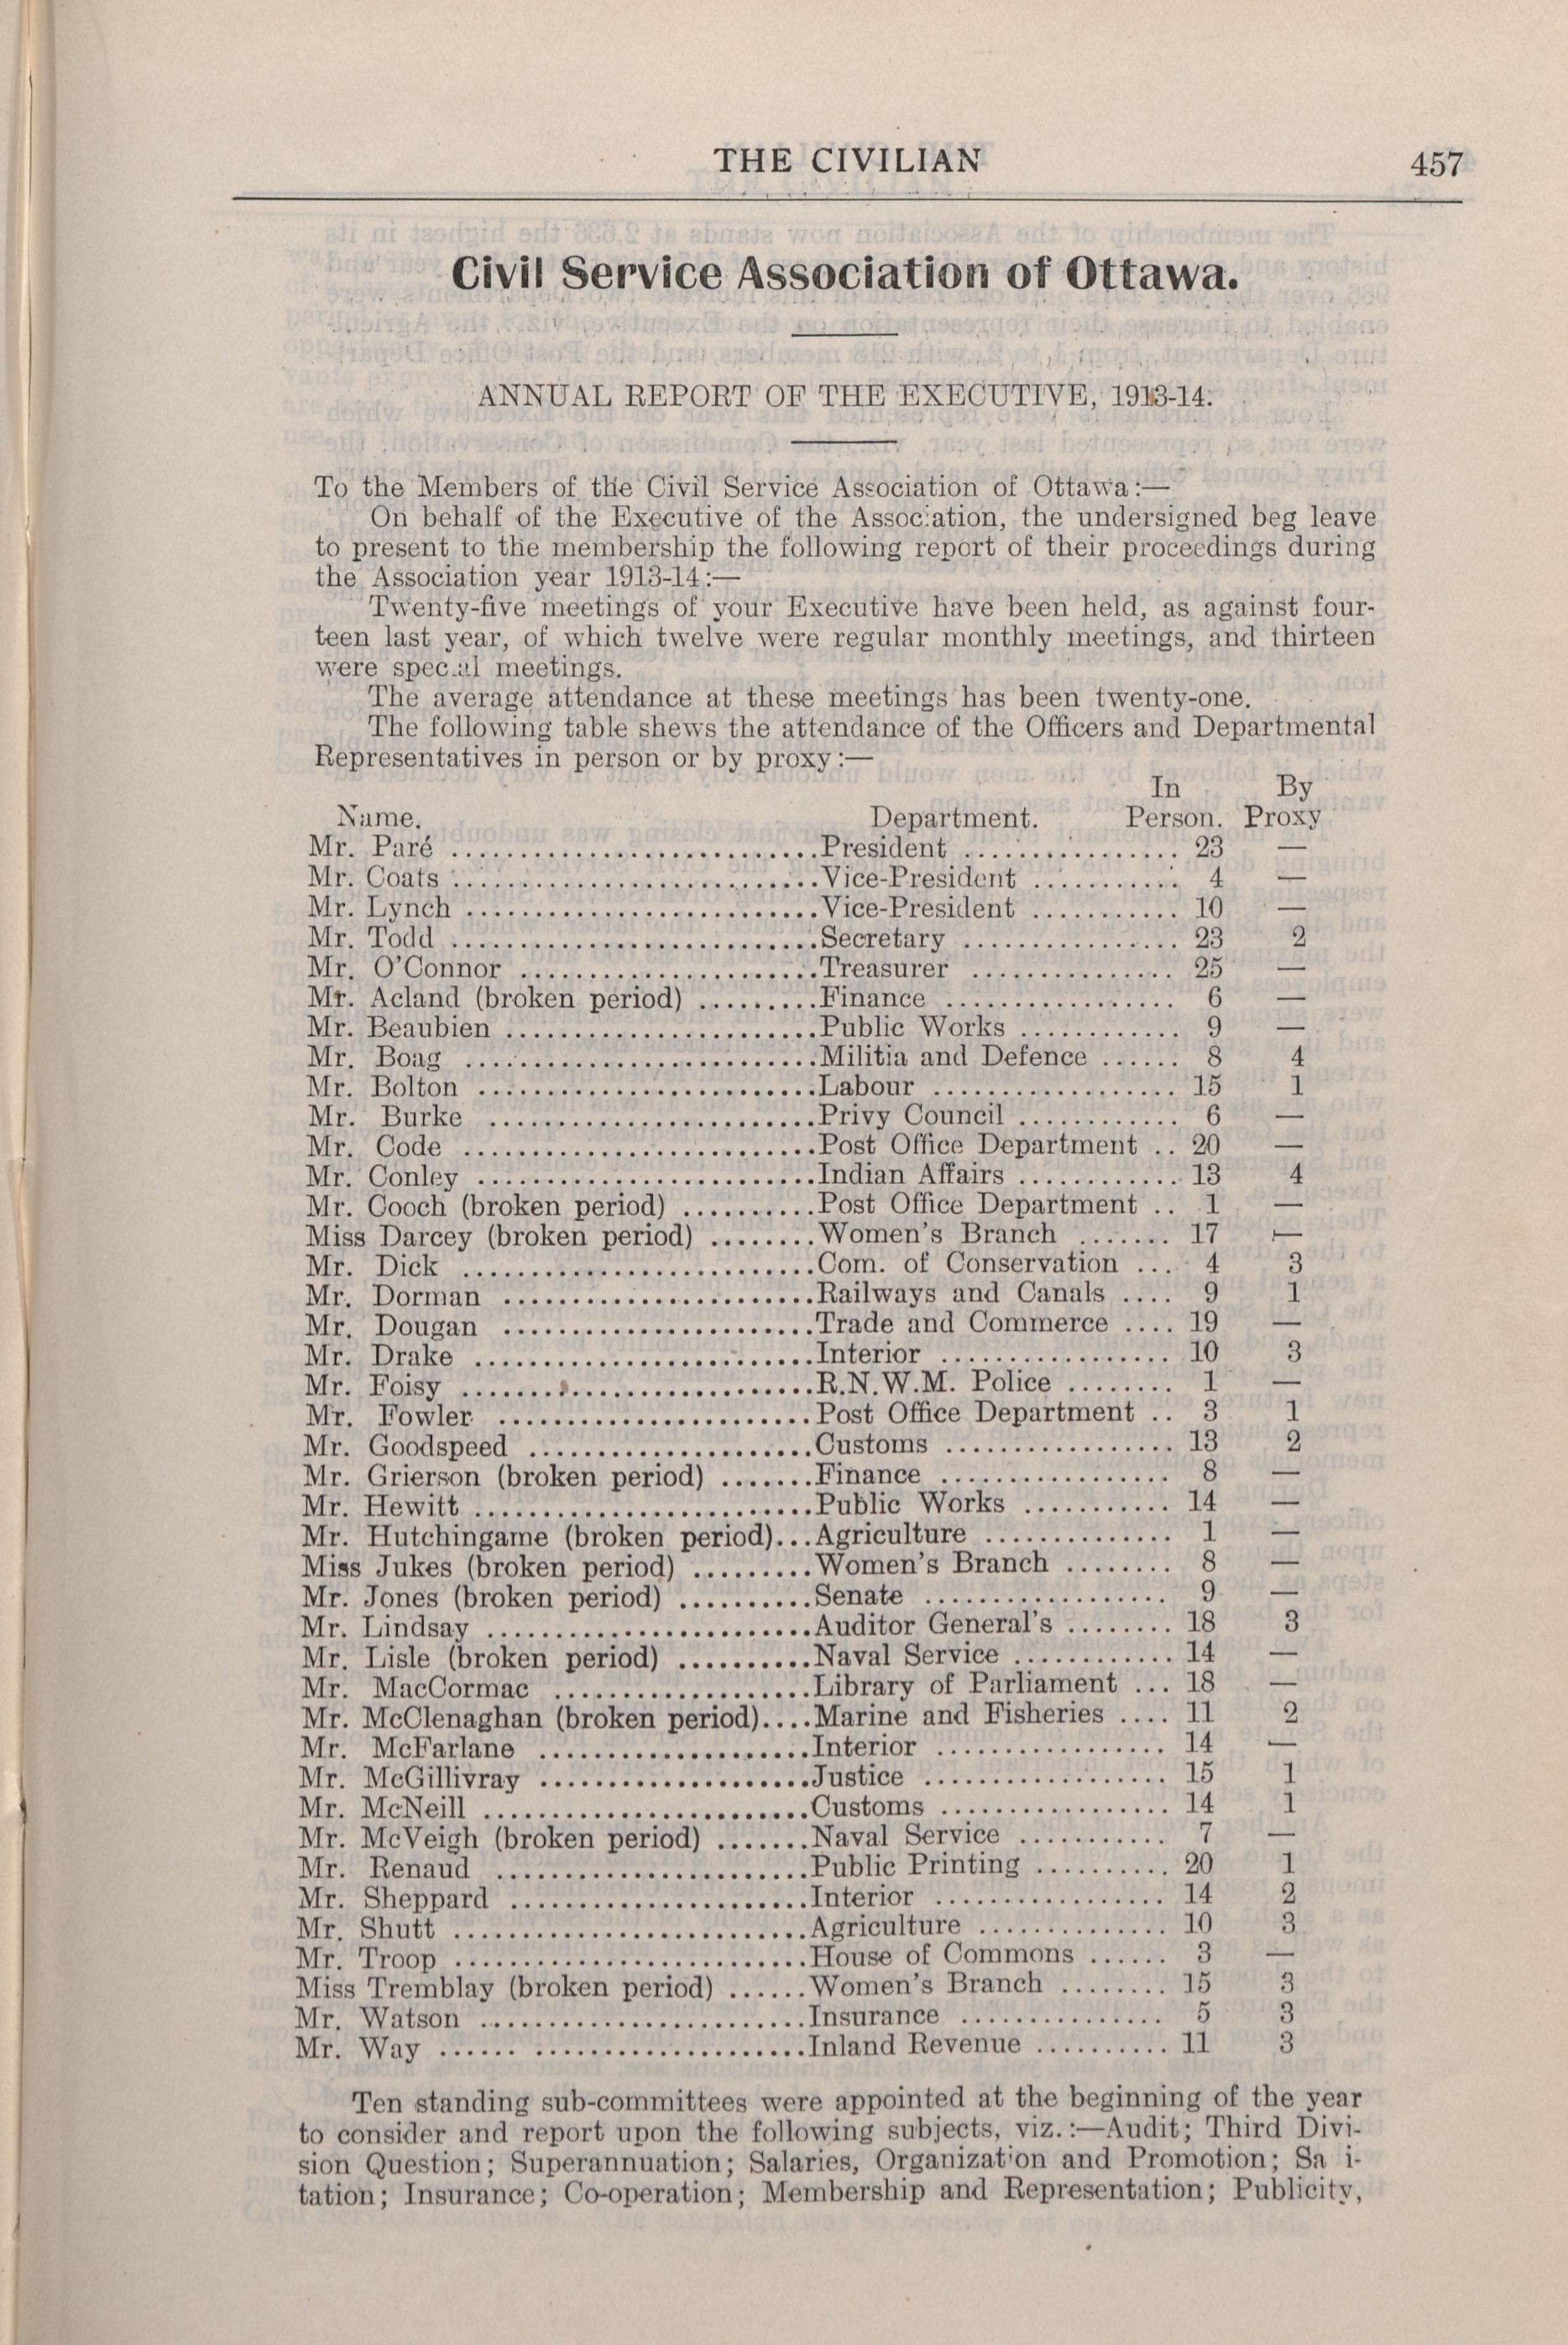 THE CIVILIAN 457
Civil Service Association of Ottawa.
ANNUAL REPORT OF THE EXECUTIVE, 1913-14.
To the Members of the Civil Service Association of Ottawa:—
On behalf of the Executive of the Association, the undersigned beg leave
to present to the membership the following report of their proceedings during
the Association year 1913-14:—
Twenty-five meetings of your Executive have been held, as against four-
teen last year, of which twelve were regular monthly meetings, and thirteen
were special meetings.
The average attendance at these meetings has been twenty-one.
The following table shews the attendance of the Officers and Departmental
Representatives in person or by proxy:—
In By
Name. Department. Person. Proxy
Mr. Paré ........................... President ................ 23 —
Mr. Coats .......................... Vice-President ........... 4 —
Mr. Lynch .......................... Vice-President ........... 10 —
Mr. Todd ........................... Secretary ................ 23 2
Mr. O'Connor ...................... Treasurer ............... 25 —
Mr. Acland (broken period) ......... Finance ................. 6 —
Mr. Beaubien ....................... Public Works ............ 9 —
Mr. Boag .......................... Militia and Defence ...... 8 4
Mr. Bolton ......................... Labour .................. 15 1
Mr. Burke ........................ Privy Council ............ 6 —
Mr. Code .......................... Post Office Department .. 20 —
Mr. Conley ......................... Indian Affairs ............ 13 4
Mr. Cooch (broken period) .......... Post Office Department .. 1 —
Miss Darcey (broken period) ........ Women's Branch ....... 17 —
Mr. Dick .......................... Com. of Conservation ... 4 3
Mr. Dorman ....................... Railways and Canals .... 9 1
Mr. Dougan ....................... Trade and Commerce .... 19 —
Mr. Drake ......................... Interior ................. 10 3
Mr. Foisy .......................... R.N.W.M. Police ........ 1 —
Mr. Fowler ....................... Post Office Department .. 3 1
Mr. Goodspeed ..................... Customs ................. 13 2
Mr. Grierson (broken period) ....... Finance ................. 8 —
Mr. Hewitt ......................... Public Works ........... 14 —
Mr. Hutchingame (broken period)... Agriculture .............. 1 —
Miss Jukes (broken period) ......... Women's Branch ........ 8 —
Mr. Jones (broken period) .......... Senate .................. 9 —
Mr. Lindsay ........................ Auditor General's ........ 18 3
Mr. Lisle (broken period) .......... Naval Service ............ 14 —
Mr. MacCormac ................... Library of Parliament ... 18 —
Mr. McClenaghan (broken period).... Marine and Fisheries .... 11 2
Mr. McFarlane .................... Interior ................. 14 —
Mr. McGillivray .................... Justice .................. 15 1
Mr. McNeill ........................ Customs ................. 14 1
Mr. McVeigh (broken period) ....... Naval Service ........... 7 —
Mr. Renaud ....................... Public Printing .......... 20 1
Mr. Sheppard ...................... Interior ................. 14 2
Mr. Shutt .......................... Agriculture .............. 10 3
Mr. Troop .......................... House of Commons ...... 3 —
Miss Tremblay (broken period) ...... Women's Branch ........ 15 3
Mr. Watson ........................ Insurance ............... 5 3
Mr. Way ...... .................... Inland Revenue .......... 11 3
Ten standing sub-committees were appointed at the beginning of the year
to consider and report upon the following subjects, viz.:—Audit; Third Divi-
sion Question; Superannuation; Salaries, Organization and Promotion; Sa i-
tation; Insurance; Co-operation; Membership and Representation; Publicity,